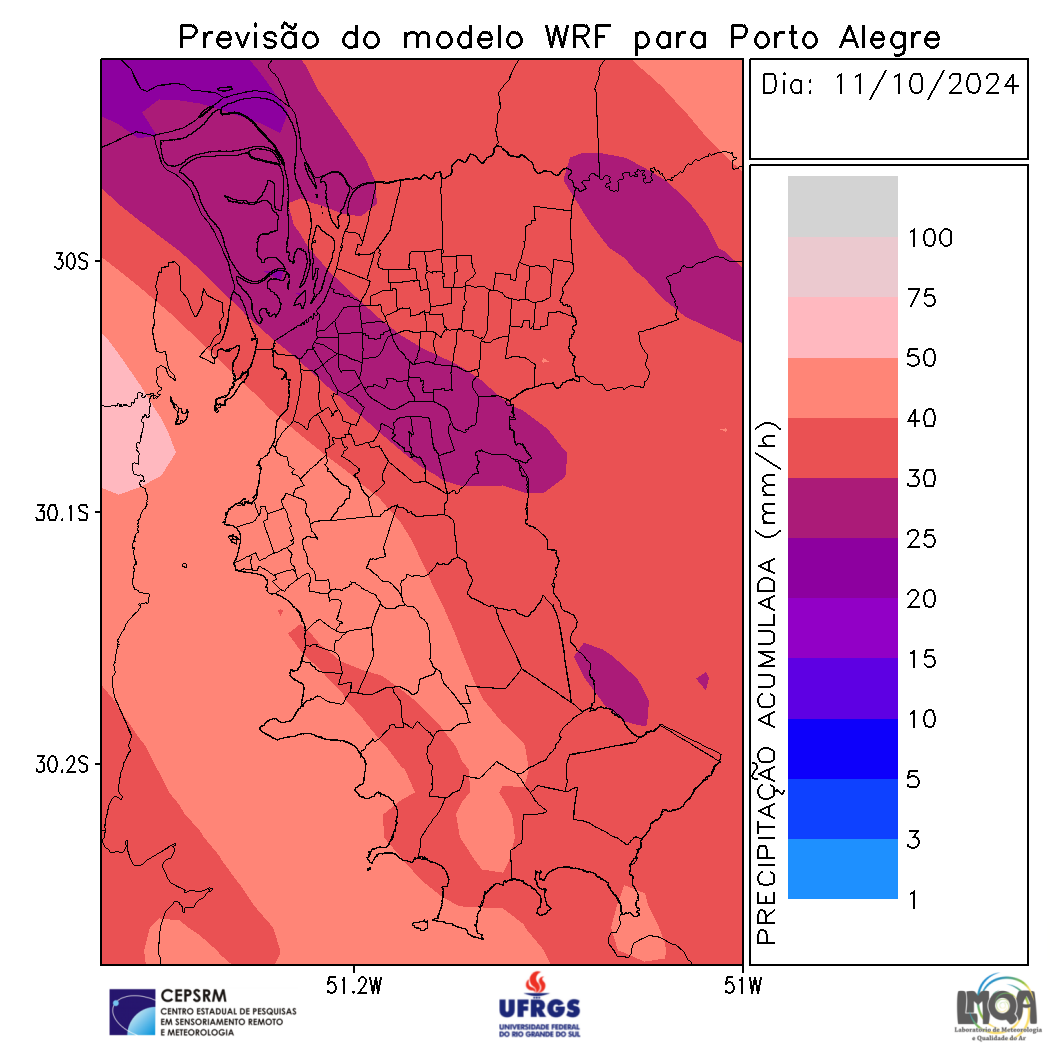 Previsão do modelo WRF para Porto Alegre
Dia: 11/10/2024
30S
30.1S
30.2S
51.2W
51W
PRECIPITAÇÃO ACUMULADA (mm/h)
100
75
50
40
30
25
20
15
10
5
3
1
CEPSRM
CENTRO ESTADUAL DE PESQUISAS
EM SENSORIAMENTO REMOTO
E METEOROLOGIA
UFRGS
UNIVERSIDADE FEDERAL
DO RIO GRANDE DO SUL
LMQA
Laboratório de Meteorologia
e Qualidade do Ar